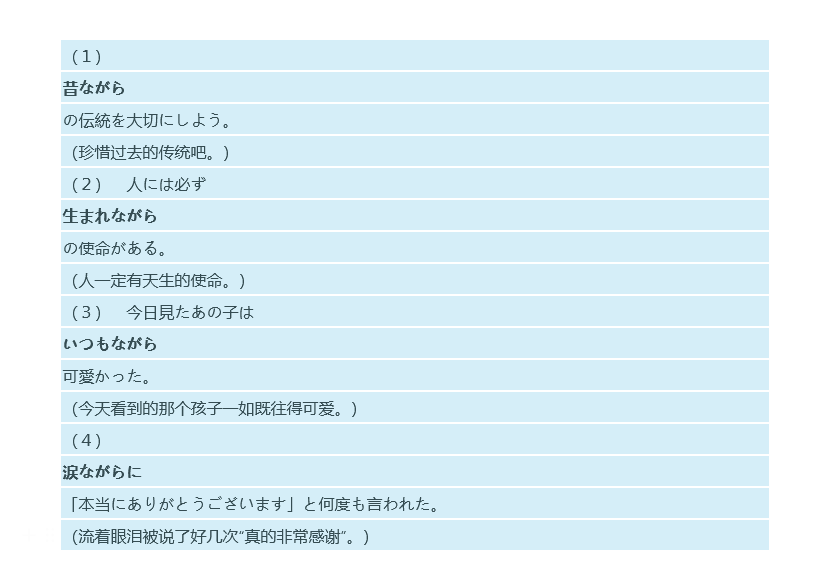 （1）
昔ながら
の伝統を大切にしよう。
（珍惜过去的传统吧。）
（2）　人には必ず
生まれながら
の使命がある。
（人一定有天生的使命。）
（3）　今日見たあの子は
いつもながら
可愛かった。
（今天看到的那个孩子一如既往得可爱。）
（4）
涙ながらに
「本当にありがとうございます」と何度も言われた。
（流着眼泪被说了好几次“真的非常感谢”。）